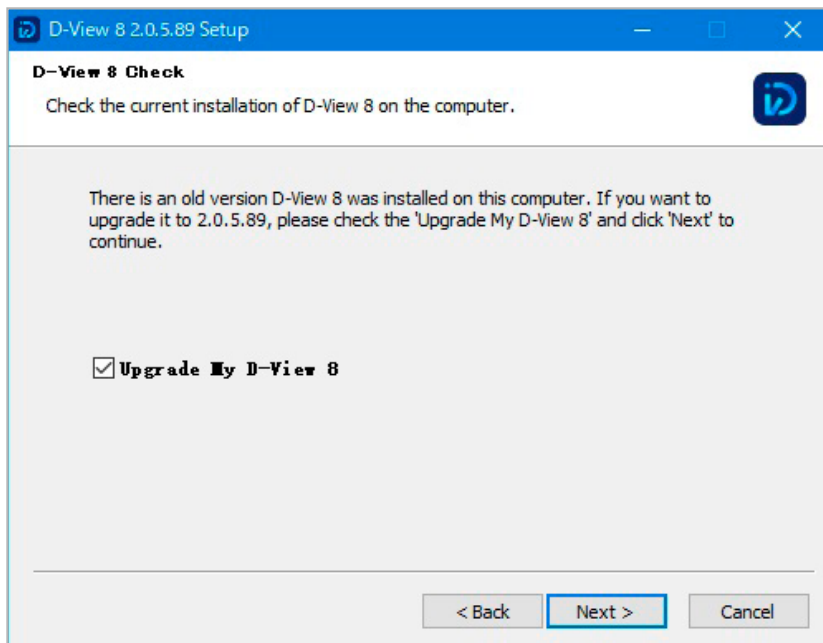 D-View 8 2.0.5.89 Setup
D-View 8 Check
Check the current installation of D-View 8 on the computer.
There is an old version D-View 8 was installed on this computer. If you want to
upgrade it to 2.0.5.89, please check the 'Upgrade My D-View 8' and click 'Next' to
continue.
Upgrade My D-View 8
< Back
Next >
Cancel